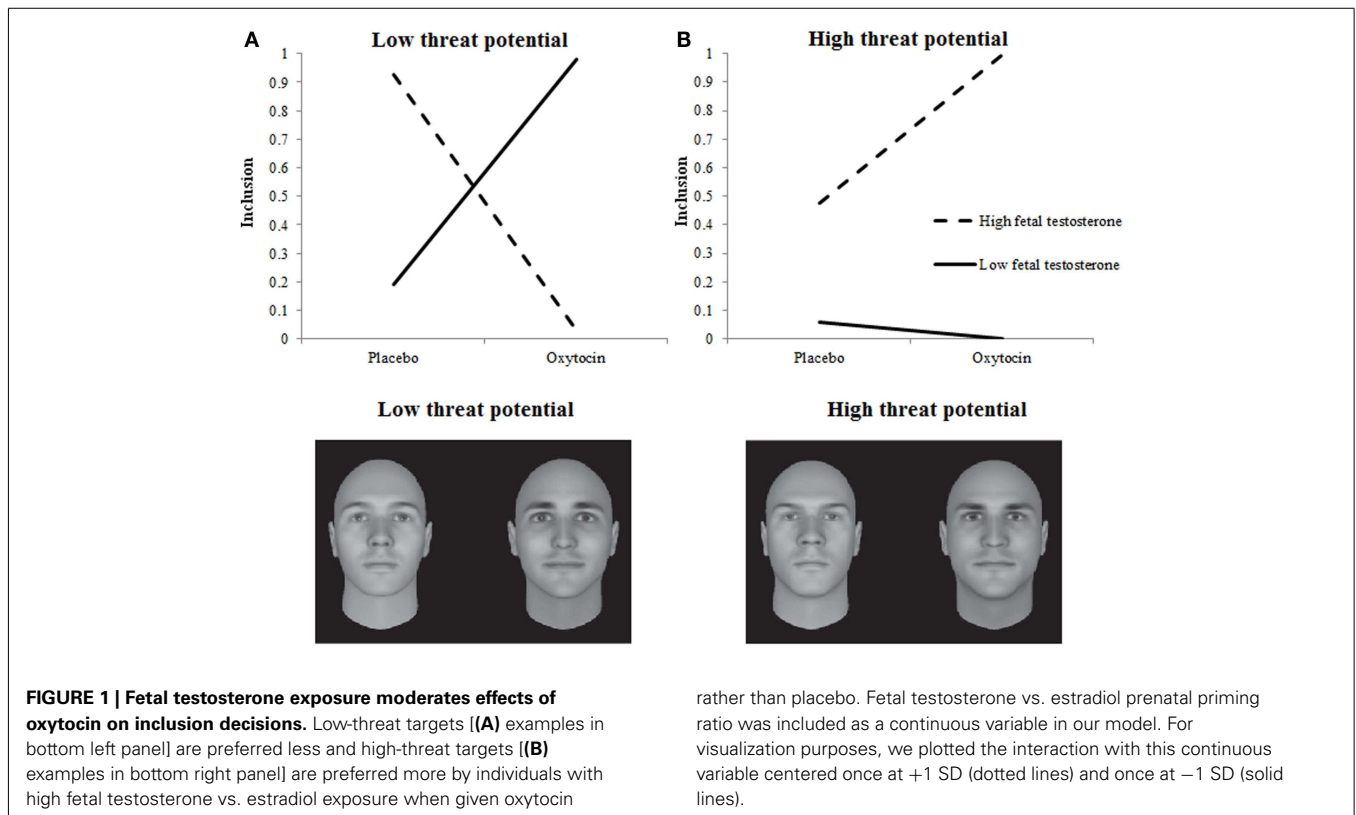 A
Low threat potential
1
0.9
0.8
0.7
0.6
0.5
0.4
0.3
0.2
0.1
0
Inclusion
Placebo
Oxytocin
B
High threat potential
1
0.9
0.8
0.7
0.6
0.5
0.4
0.3
0.2
0.1
0
Inclusion
Placebo
Oxytocin
High fetal testosterone
Low fetal testosterone
Low threat potential
High threat potential
FIGURE 1 | Fetal testosterone exposure moderates effects of
oxytocin on inclusion decisions. Low-threat targets [(A) examples in
bottom left panel] are preferred less and high-threat targets [(B)
examples in bottom right panel] are preferred more by individuals with
high fetal testosterone vs. estradiol exposure when given oxytocin
rather than placebo. Fetal testosterone vs. estradiol prenatal priming
ratio was included as a continuous variable in our model. For
visualization purposes, we plotted the interaction with this continuous
variable centered once at +1 SD (dotted lines) and once at −1 SD (solid
lines).